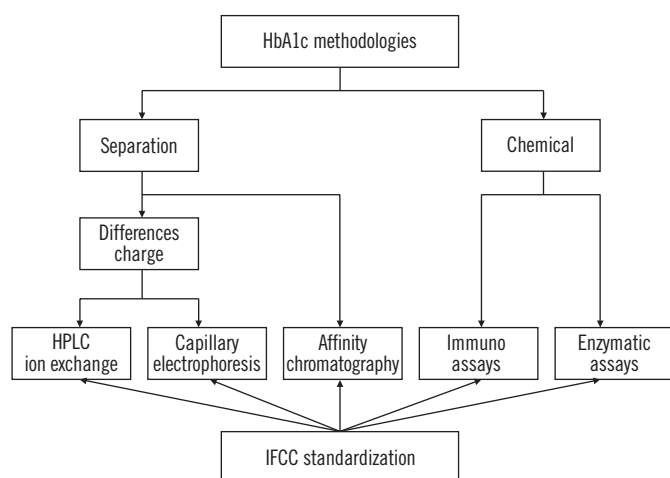 HbA1c methodologies
Separation
Chemical
Differences
charge
HPLC
ion exchange
Capillary
electrophoresis
Affinity
chromatography
Immuno
assays
Enzymatic
assays
IFCC standardization